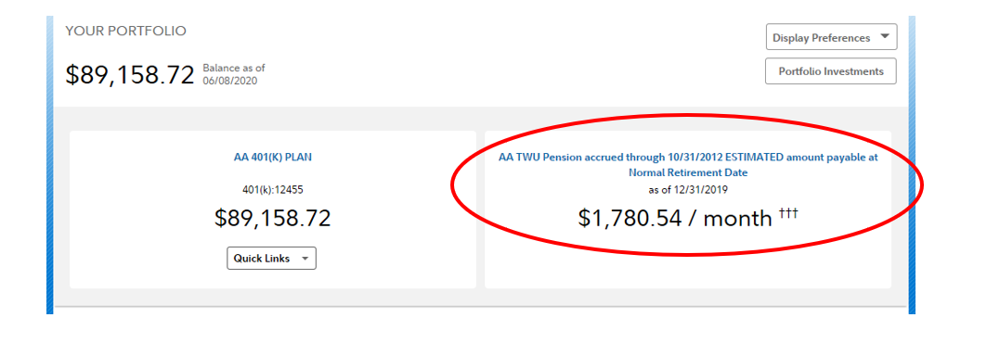 YOUR PORTFOLIO
Display Preferences
$89,158.72 Balance as of
06/08/2020
Portfolio Investments
AA 401(K) PLAN
401(k):12455
$89,158.72
Quick Links
AA TWU Pension accrued through 10/31/2012 ESTIMATED amount payable at
Normal Retirement Date
as of 12/31/2019
$1,780.54 / month †††